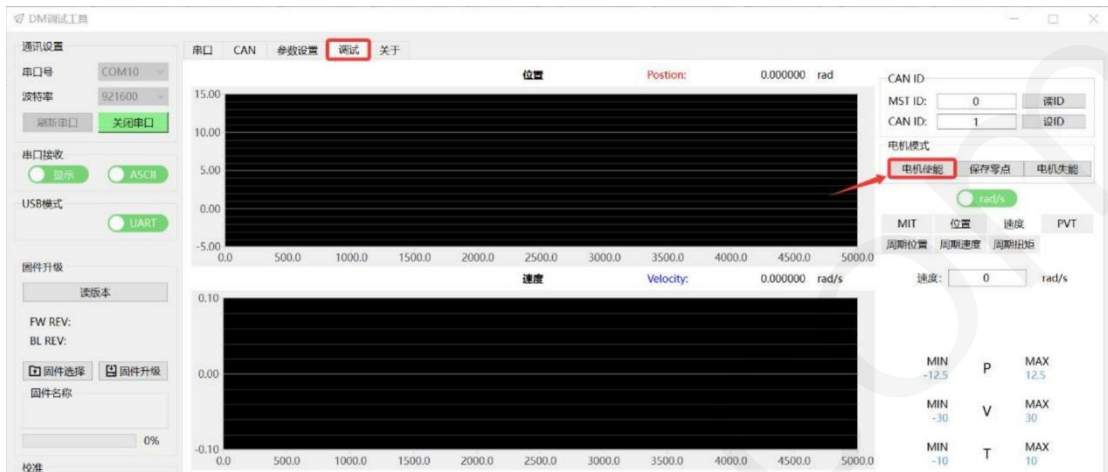 DM调试工具
通讯设置
串口号 COM10
波特率 921600
刷新串口 关闭串口
串口接收
显示 ASCII
USB模式
UART
固件升级
读版本
FW REV:
BL REV:
固件选择 固件升级
固件名称
0%
校准
串口 CAN 参数设置 调试 关于
位置 Postion: 0.000000 rad
15.00
10.00
5.00
0.00
-5.00
0.0 500.0 1000.0 1500.0 2000.0 2500.0 3000.0 3500.0 4000.0 4500.0 5000.0
速度 Velocity: 0.000000 rad/s
0.10
0.00
-0.10
0.0 500.0 1000.0 1500.0 2000.0 2500.0 3000.0 3500.0 4000.0 4500.0 5000.0
CAN ID
MST ID: 0 读ID
CAN ID: 1 设ID
电机模式
电机使能 保存零点 电机失能
rad/s
MIT 位置 速度 PVT
周期位置 周期速度 周期扭矩
速度: 0 rad/s
MIN P MAX
-12.5 12.5
MIN V MAX
-30 30
MIN T MAX
-10 10